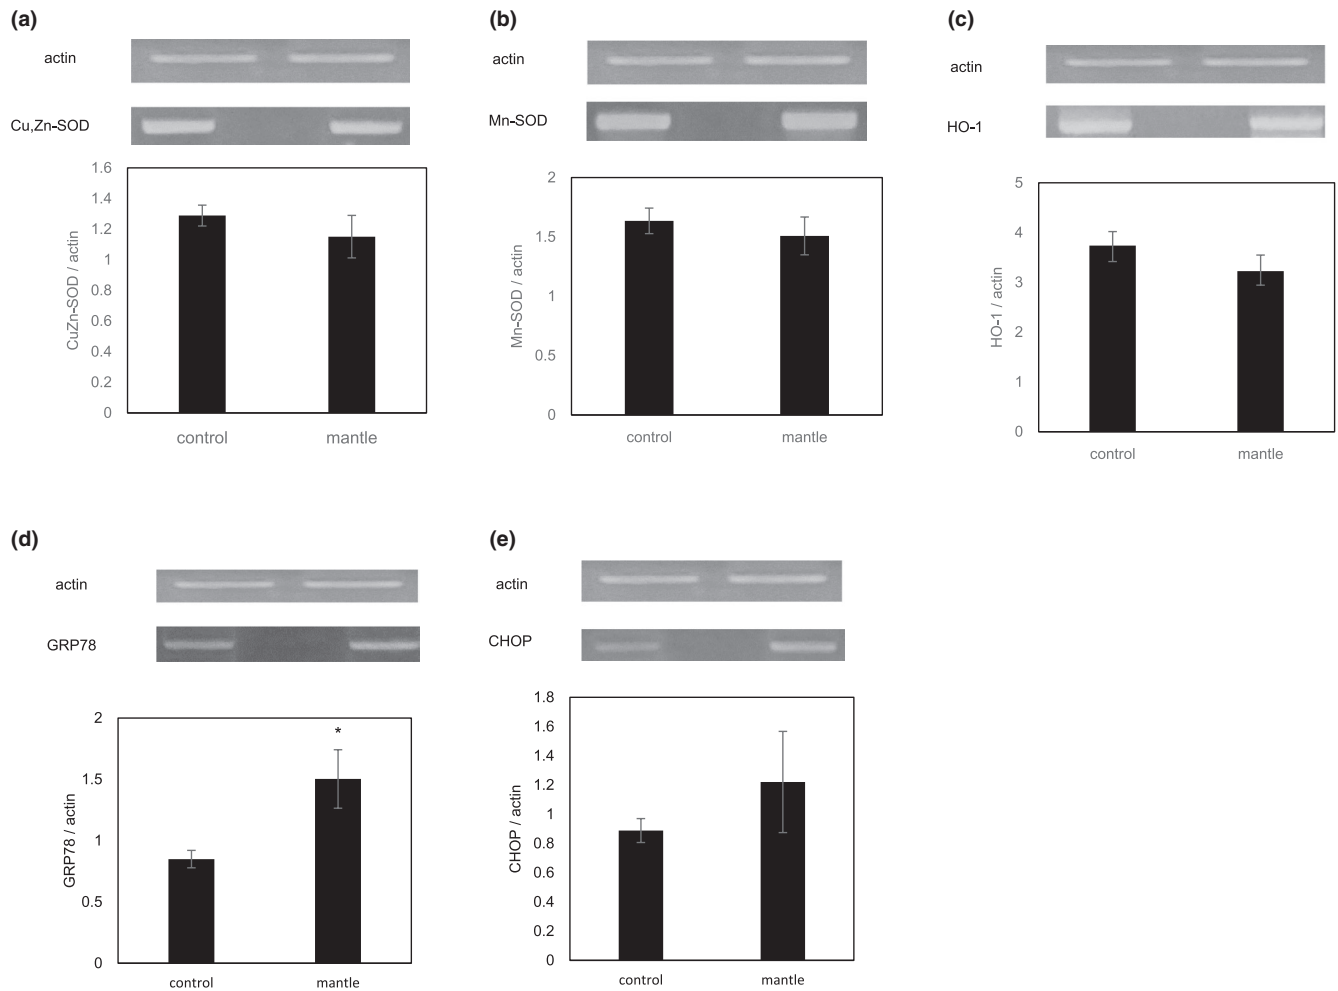 (a)
actin
Cu,Zn-SOD
CuZn-SOD / actin
1.6
1.4
1.2
1
0.8
0.6
0.4
0.2
0
control mantle
(b)
actin
Mn-SOD
Mn-SOD / actin
2
1.5
1
0.5
0
control mantle
(c)
actin
HO-1
HO-1 / actin
5
4
3
2
1
0
control mantle
(d)
actin
GRP78
GRP78 / actin
2
1.5
1
0.5
0
*
control mantle
(e)
actin
CHOP
CHOP / actin
1.8
1.6
1.4
1.2
1
0.8
0.6
0.4
0.2
0
control mantle